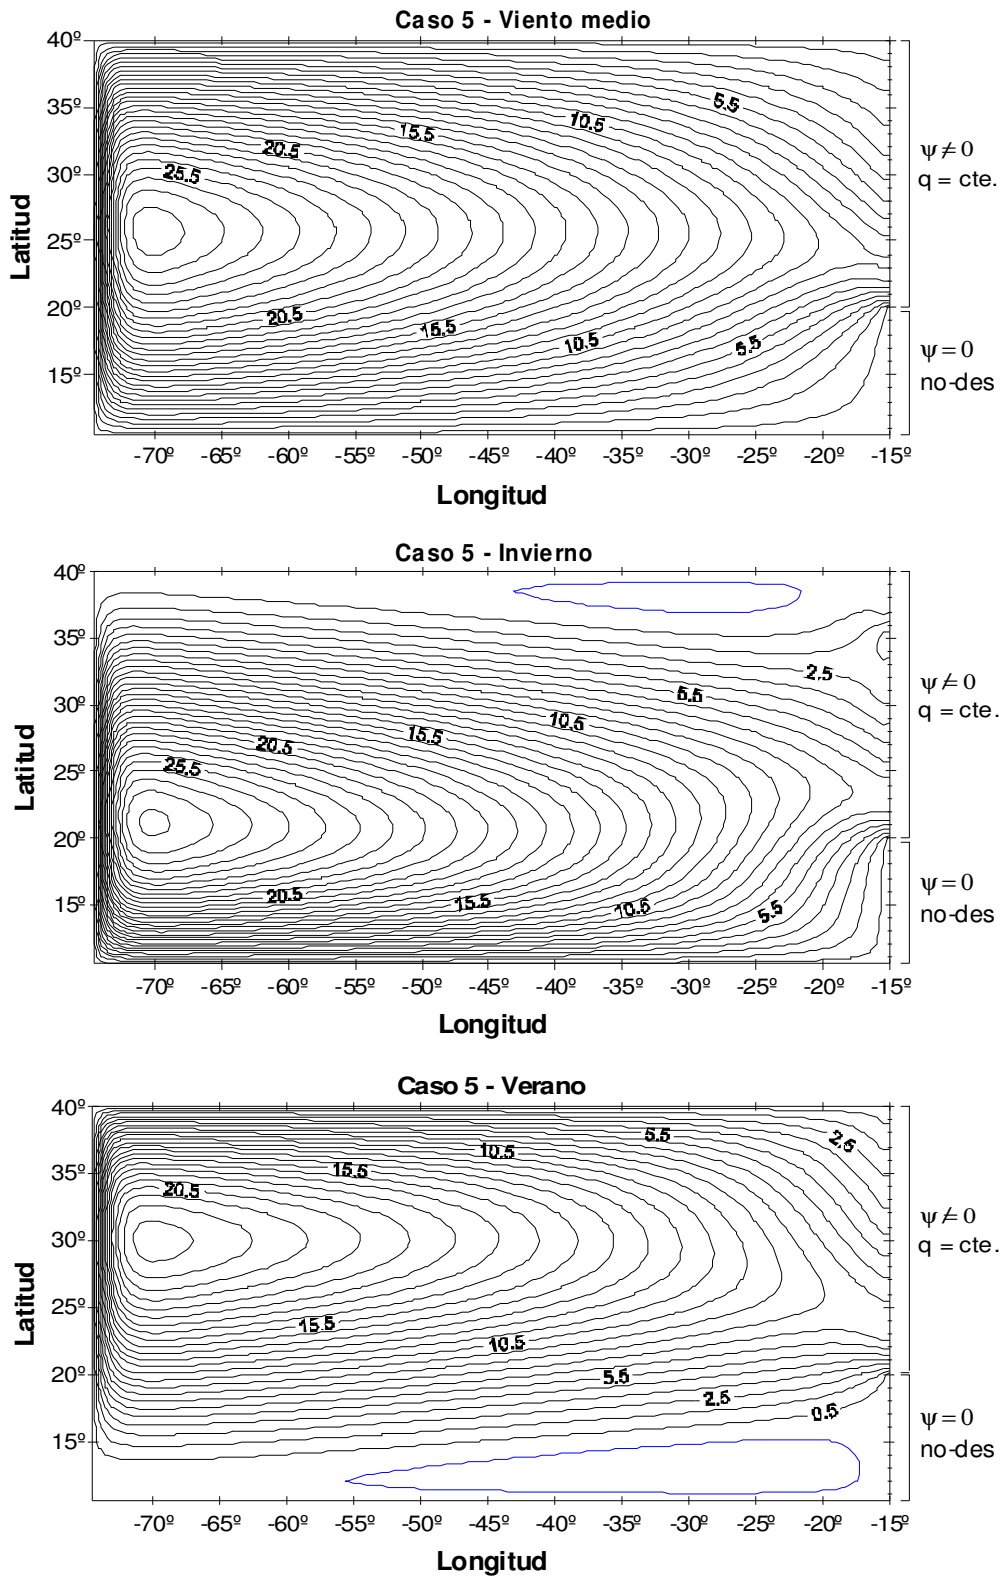 Caso 5 - Viento medio
40º
35º
30º
25º
20º
15º
Latitud
5.5
10.5
15.5
20.5
25.5
20.5
15.5
10.5
5.5
ψ≠0
q = cte.
ψ=0
no-des
-70º -65º -60º -55º -50º -45º -40º -35º -30º -25º -20º -15º
Longitud
Caso 5 - Invierno
40º
35º
30º
25º
20º
15º
Latitud
2.5
5.5
10.5
15.5
20.5
25.5
20.5
15.5
10.5
5.5
ψ≠0
q = cte.
ψ=0
no-des
-70º -65º -60º -55º -50º -45º -40º -35º -30º -25º -20º -15º
Longitud
Caso 5 - Verano
40º
35º
30º
25º
20º
15º
Latitud
2.5
5.5
10.5
15.5
20.5
15.5
10.5
5.5
2.5
0.5
ψ≠0
q = cte.
ψ=0
no-des
-70º -65º -60º -55º -50º -45º -40º -35º -30º -25º -20º -15º
Longitud